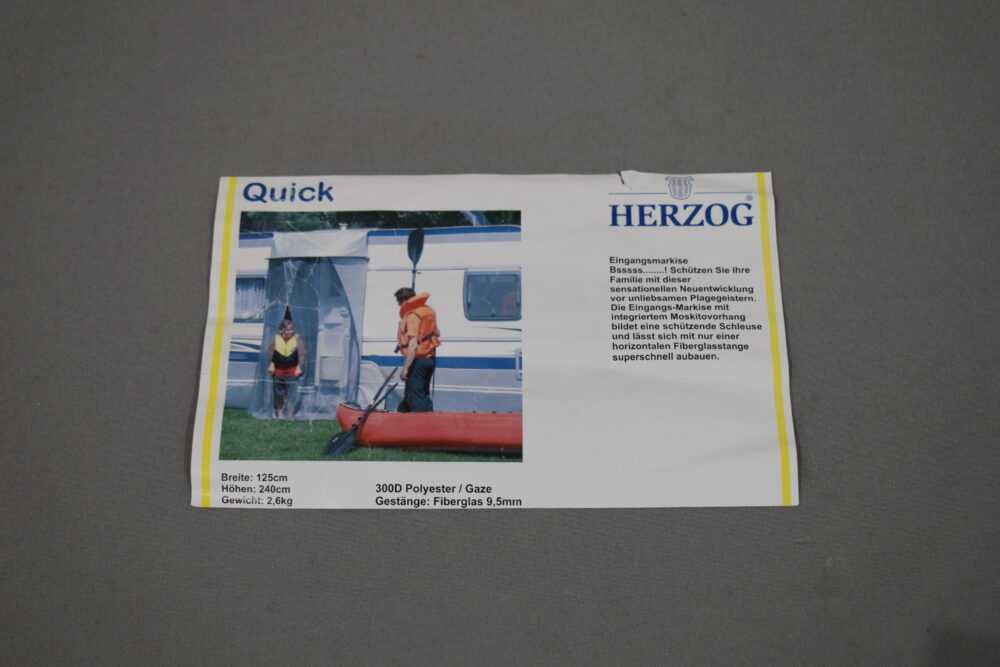 Quick
HERZOG®
Eingangsmarkise
Bsssss........! Schützen Sie Ihre
Familie mit dieser
sensationellen Neuentwicklung
vor unliebsamen Plagegeistern.
Die Eingangs-Markise mit
integriertem Moskitovorhang
bildet eine schützende Schleuse
und lässt sich mit nur einer
horizontalen Fiberglasstange
superschnell aubauen.
Breite: 125cm
Höhen: 240cm
Gewicht: 2,6kg
300D Polyester / Gaze
Gestänge: Fiberglas 9,5mm